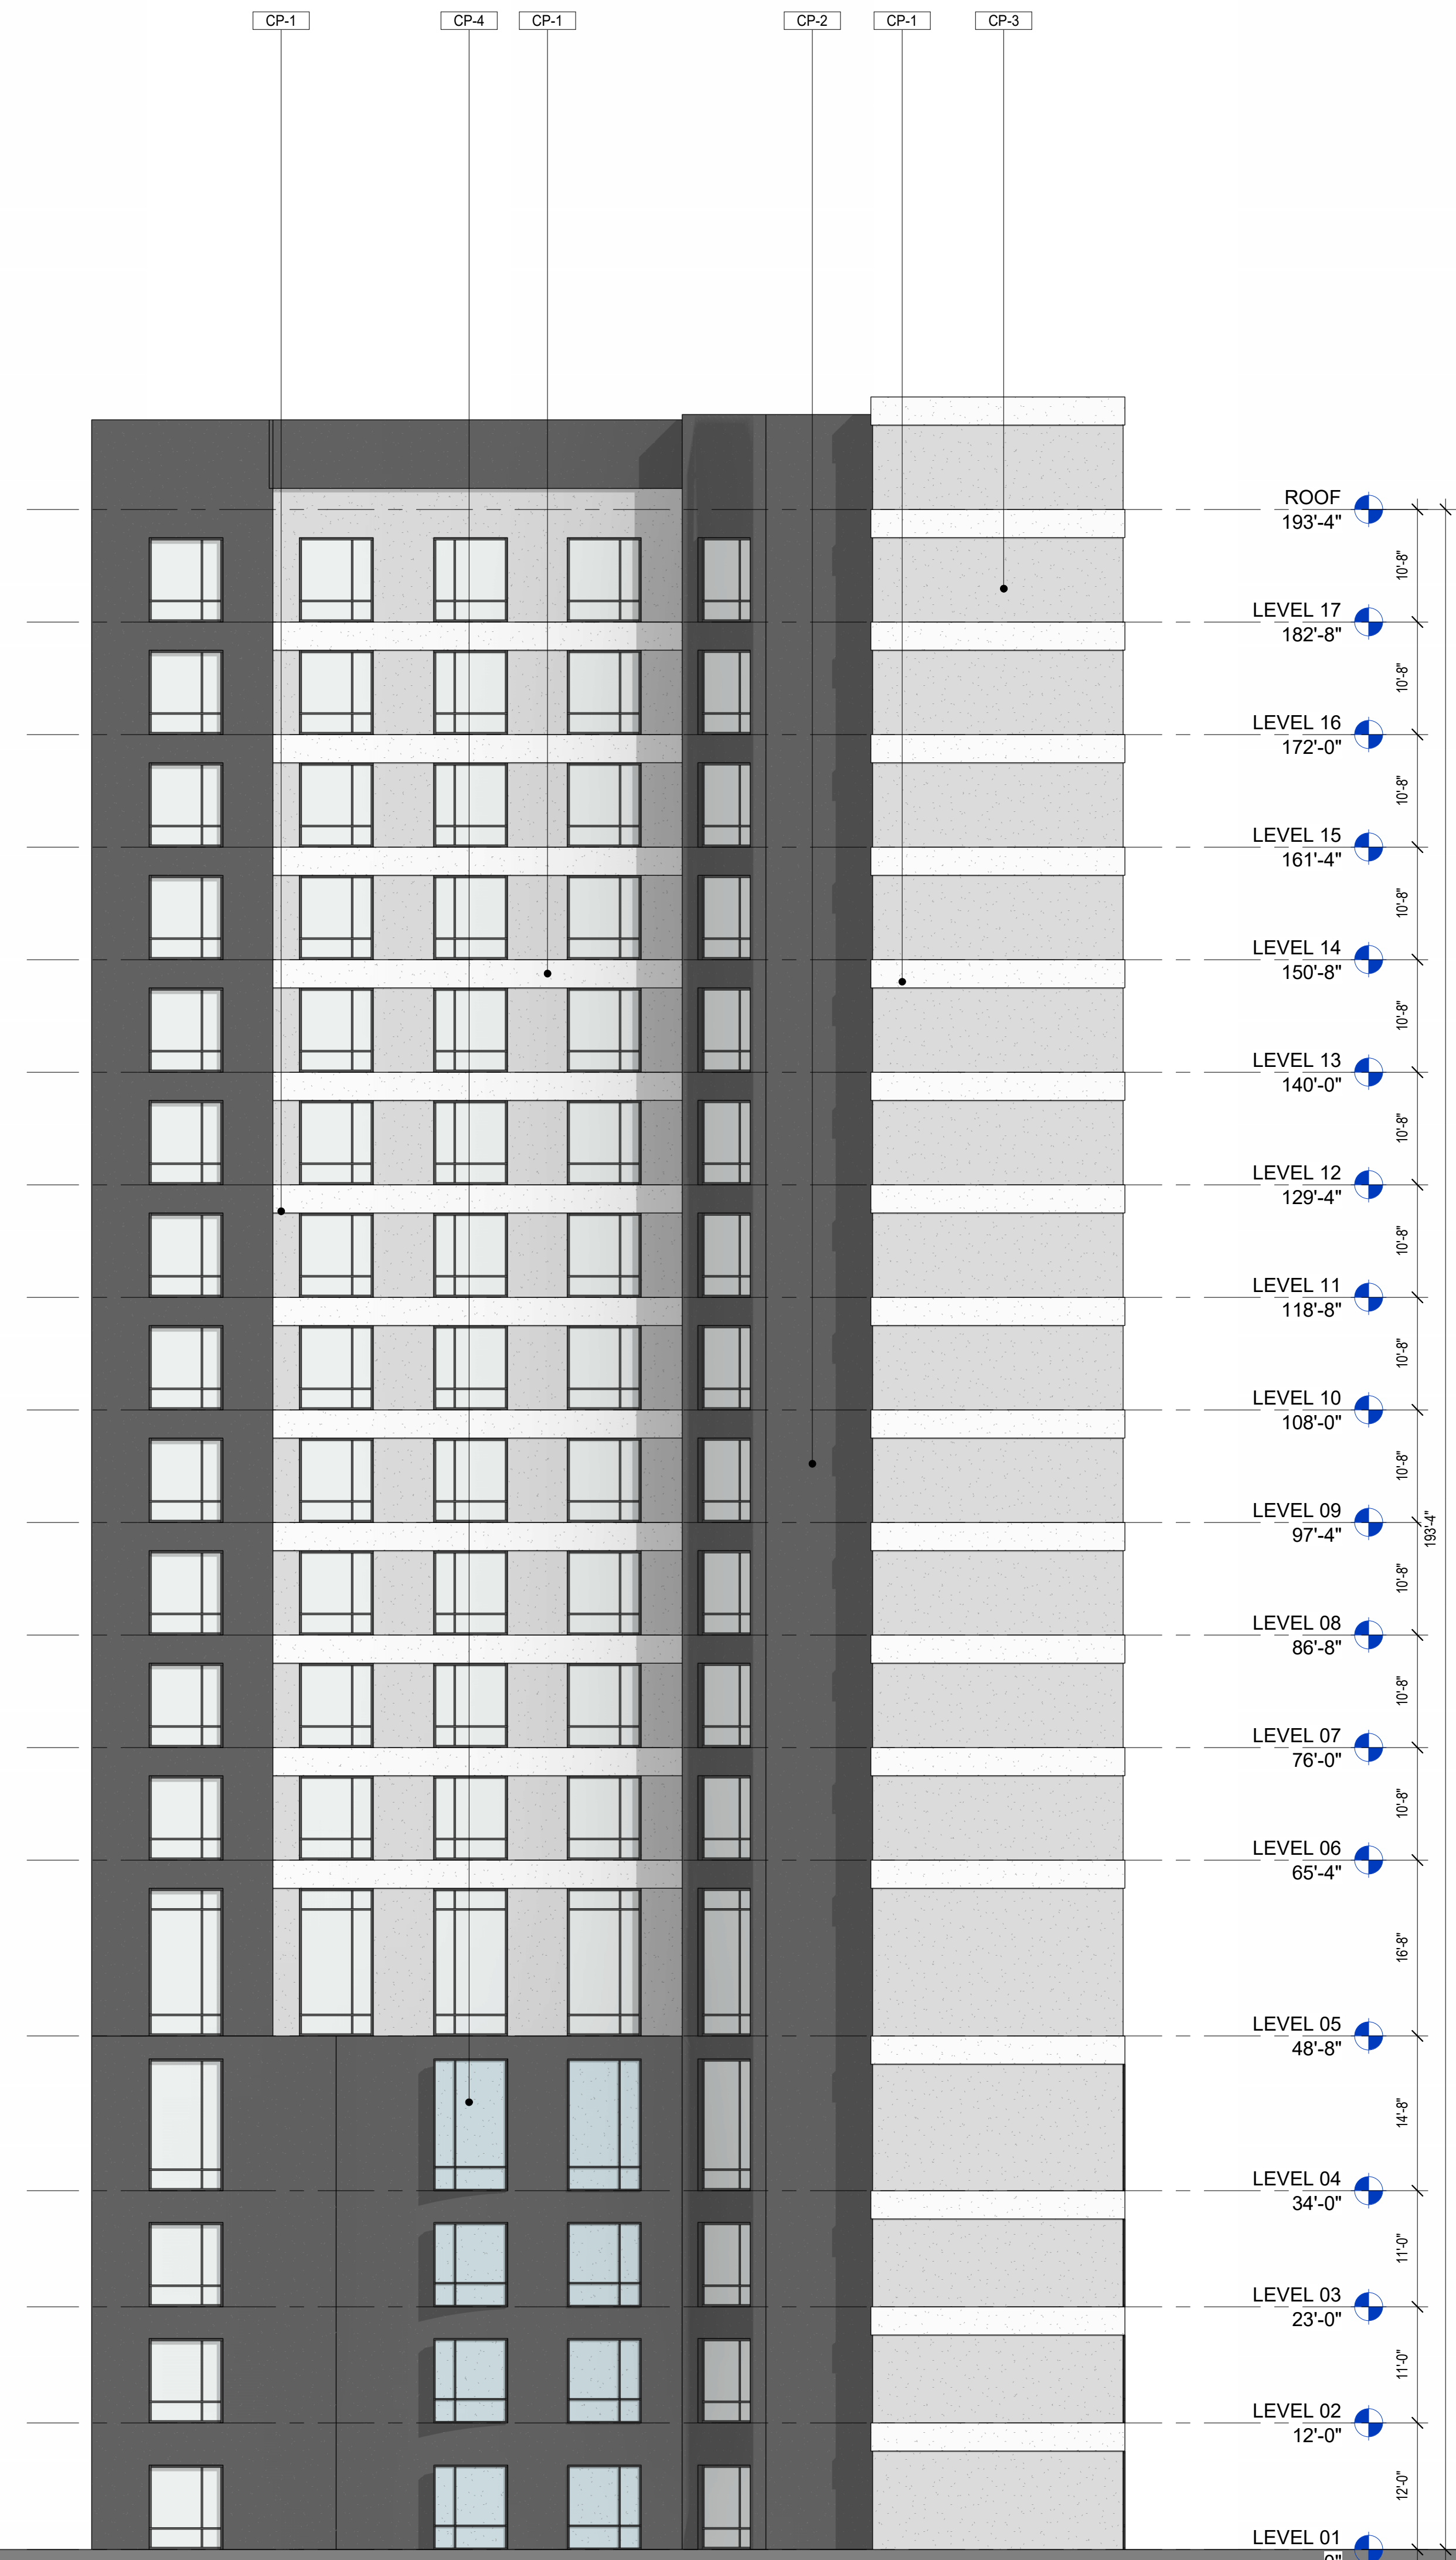 CP-1 CP-4 CP-1 CP-2 CP-1 CP-3
ROOF
193'-4"
10'-8"
LEVEL 17
182'-8"
10'-8"
LEVEL 16
172'-0"
10'-8"
LEVEL 15
161'-4"
10'-8"
LEVEL 14
150'-8"
10'-8"
LEVEL 13
140'-0"
10'-8"
LEVEL 12
129'-4"
10'-8"
LEVEL 11
118'-8"
10'-8"
LEVEL 10
108'-0"
10'-8"
LEVEL 09
97'-4"
193'-4"
10'-8"
LEVEL 08
86'-8"
10'-8"
LEVEL 07
76'-0"
10'-8"
LEVEL 06
65'-4"
16'-8"
LEVEL 05
48'-8"
14'-8"
LEVEL 04
34'-0"
11'-0"
LEVEL 03
23'-0"
11'-0"
LEVEL 02
12'-0"
12'-0"
LEVEL 01